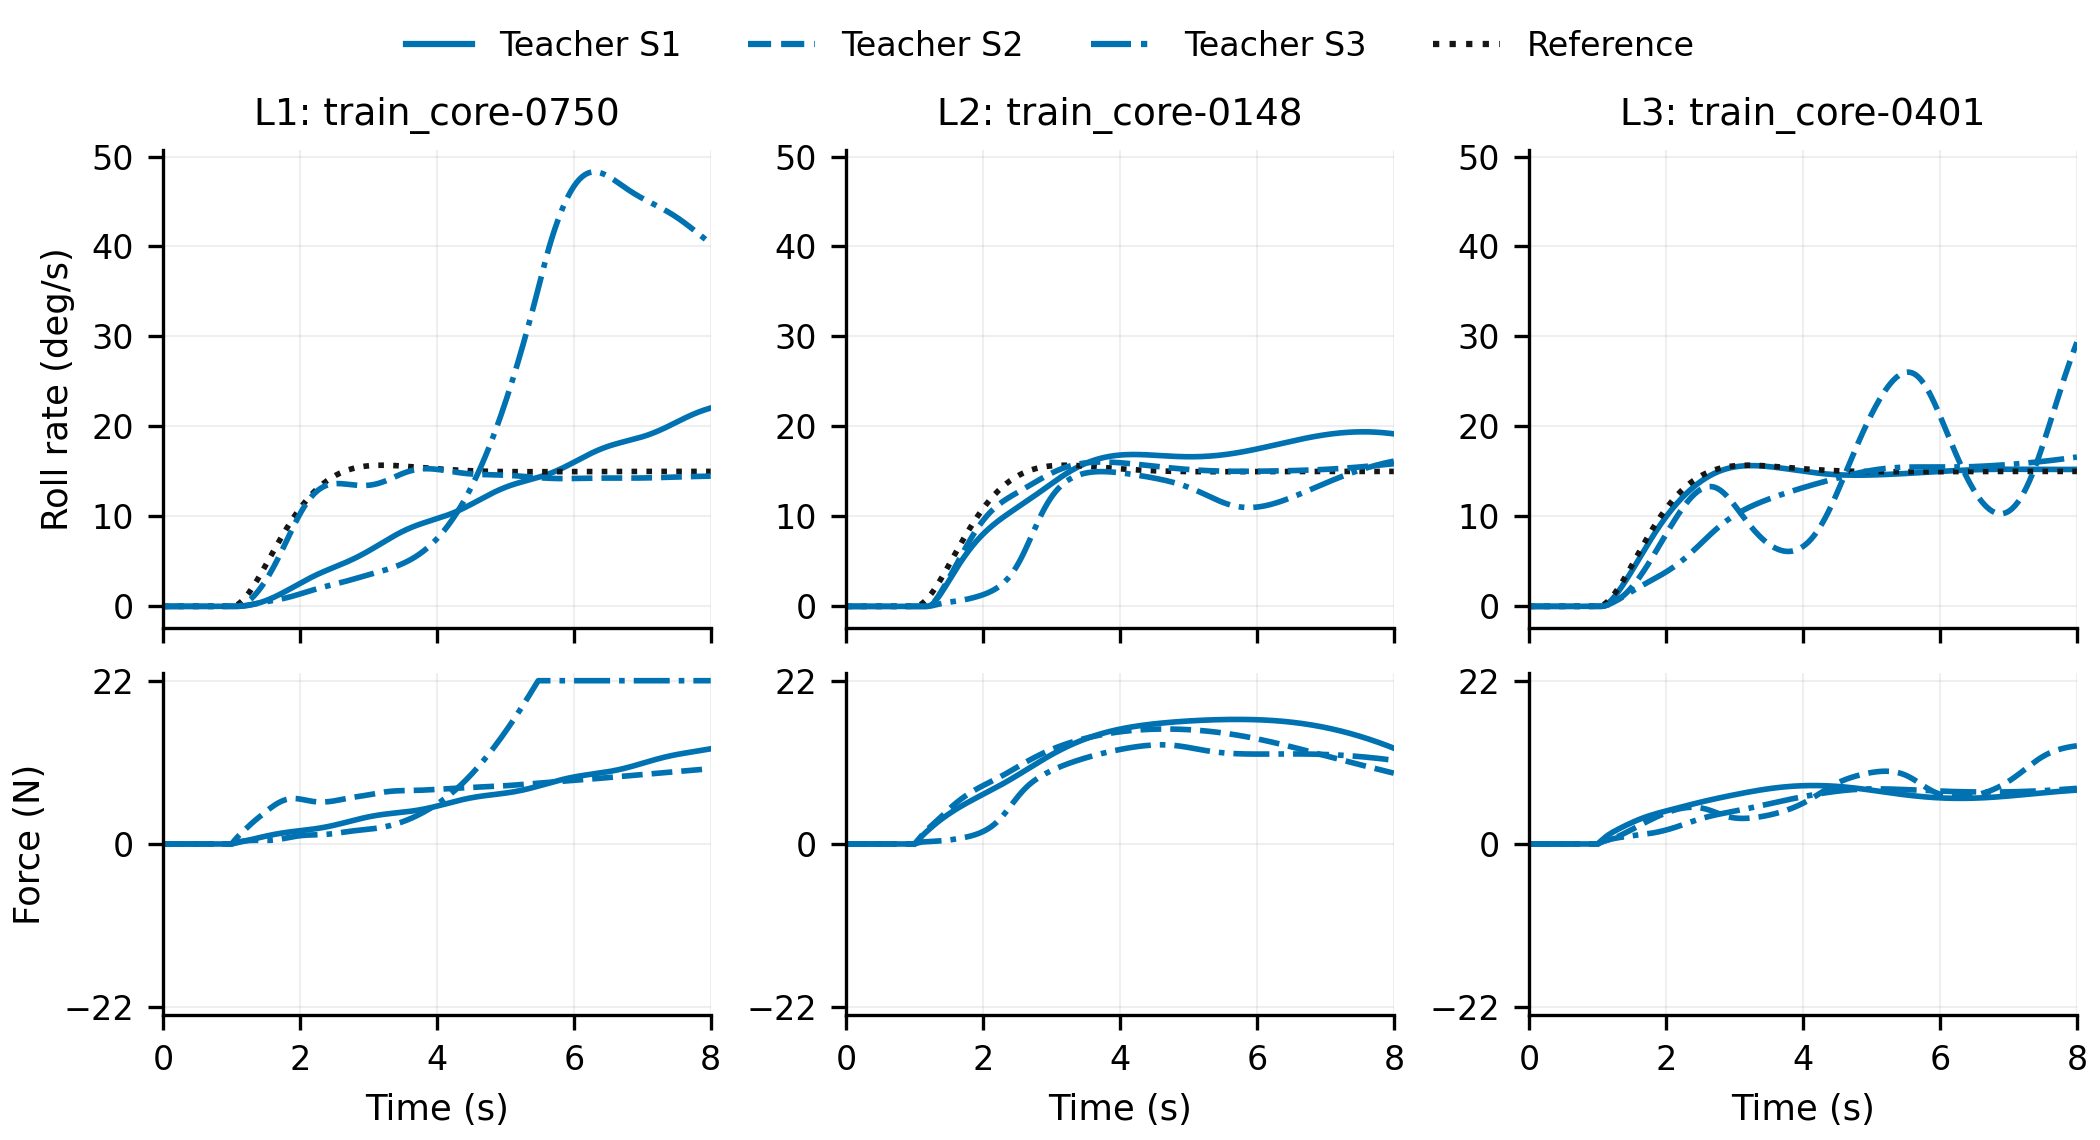 Teacher S1 Teacher S2 Teacher S3 Reference
L1: train_core-0750 L2: train_core-0148 L3: train_core-0401
Roll rate (deg/s)
50 50 50
40 40 40
30 30 30
20 20 20
10 10 10
0 0 0
Force (N)
22 22 22
0 0 0
−22 −22 −22
0 2 4 6 8 0 2 4 6 8 0 2 4 6 8
Time (s) Time (s) Time (s)